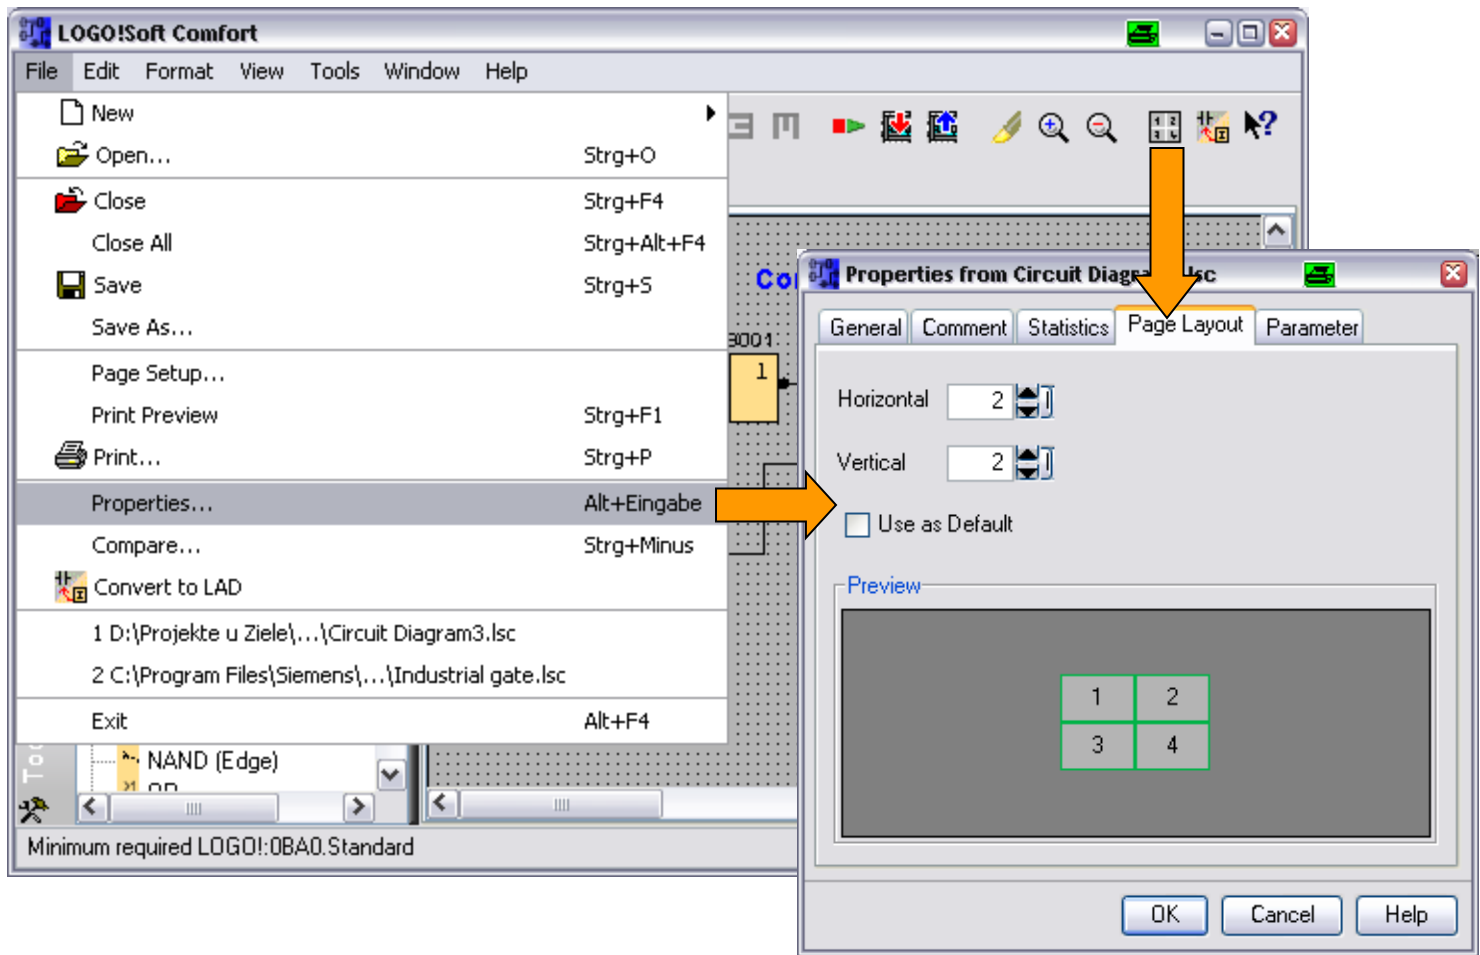 LOGO!Soft Comfort
File Edit Format View Tools Window Help
New
Open... Strg+O
Close Strg+F4
Close All Strg+Alt+F4
Save Strg+S
Save As...
Page Setup...
Print Preview Strg+F1
Print... Strg+P
Properties... Alt+Eingabe
Compare... Strg+Minus
Convert to LAD
1 D:\Projekte u Ziele\...\Circuit Diagram3.lsc
2 C:\Program Files\Siemens\...\Industrial gate.lsc
Exit Alt+F4
NAND (Edge)
Minimum required LOGO!:0BA0.Standard
1
Properties from Circuit
General Comment Statistics Page Layout Parameter
Horizontal 2
Vertical 2
Use as Default
Preview
1 2
3 4
OK Cancel Help